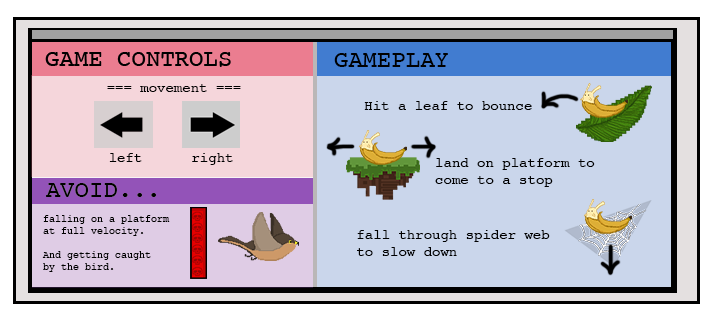 GAME CONTROLS
=== movement ===
left
right
AVOID...
falling on a platform
at full velocity.
And getting caught
by the bird.
GAMEPLAY
Hit a leaf to bounce
land on platform to
come to a stop
fall through spider web
to slow down